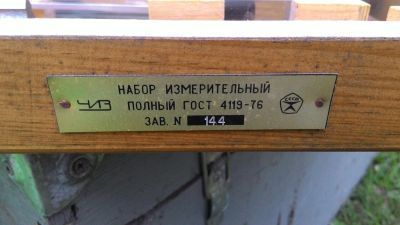 НАБОР ИЗМЕРИТЕЛЬНЫЙ
ЧИЗ ПОЛНЫЙ ГОСТ 4119-76
ЗАВ. N 144